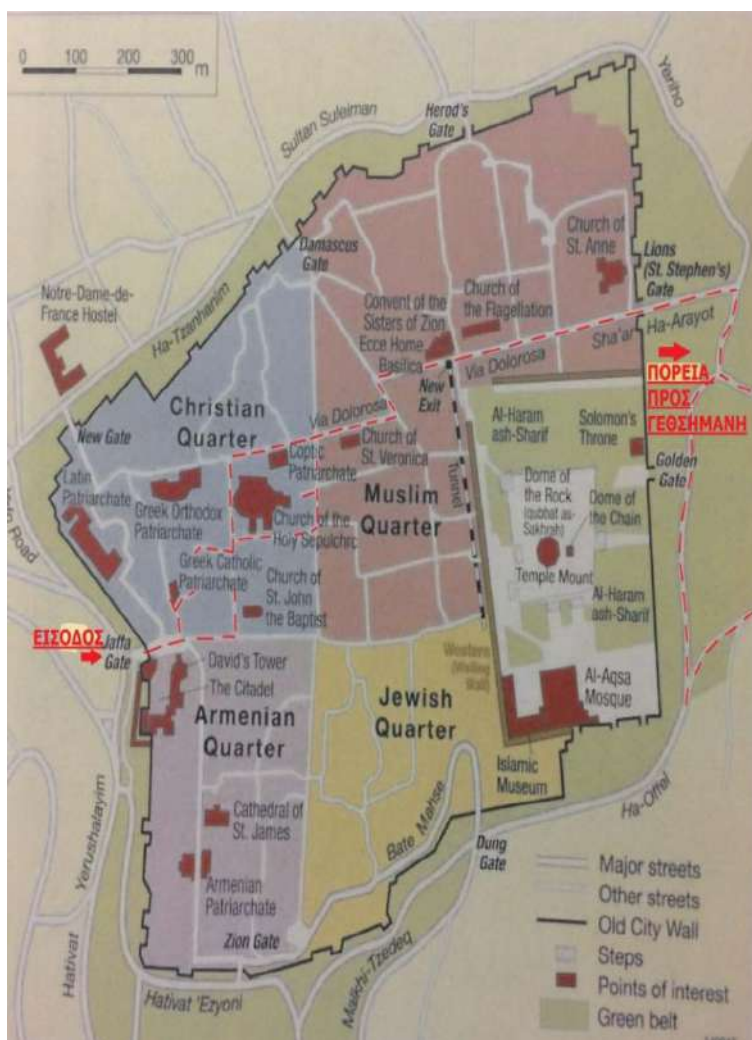 0 100 200 300
m
Sultan Suleiman
Herod's
Gate
Yeriho
Damascus
Gate
Church of
St. Anne
Lions
(St. Stephen's)
Gate
Notre-Dame-de-
France Hostel
Ha-Tzanhanim
Convent of the
Sisters of Zion
Ecce Home
Basilica
Church of
the Flagellation
Via Dolorosa
Sha'ar
Ha-Arayot
ΠΟΡΕΙΑ
ΠΡΟΣ
ΓΕΘΣΗΜΑΝΗ
New
Exit
New Gate
Christian
Quarter
Via Dolorosa
Coptic
Patriarchate
Church of
St. Veronica
Al-Haram
ash-Sharif
Solomon's
Throne
Golden
Gate
Latin
Patriarchate
Greek Orthodox
Patriarchate
Church of the
Holy Sepulchre
Muslim
Quarter
Tunnel
Dome of
the Rock
(qubbat as-
Sakhrah)
Dome of
the Chain
Temple Mount
Road
Greek Catholic
Patriarchate
Church of
St. John
the Baptist
Al-Haram
ash-Sharif
ΕΙΣΟΔΟΣ
Jaffa
Gate
David's Tower
The Citadel
Western
(Wailing
Wall)
Armenian
Quarter
Jewish
Quarter
Al-Aqsa
Mosque
Islamic
Museum
Cathedral of
St. James
Bate Mahse
Ha-Offel
Dung
Gate
Armenian
Patriarchate
Zion Gate
Yerushalayim
Hativat
Hativat 'Ezyoni
Malkhi-Tzedeq
Major streets
Other streets
Old City Wall
Steps
Points of interest
Green belt